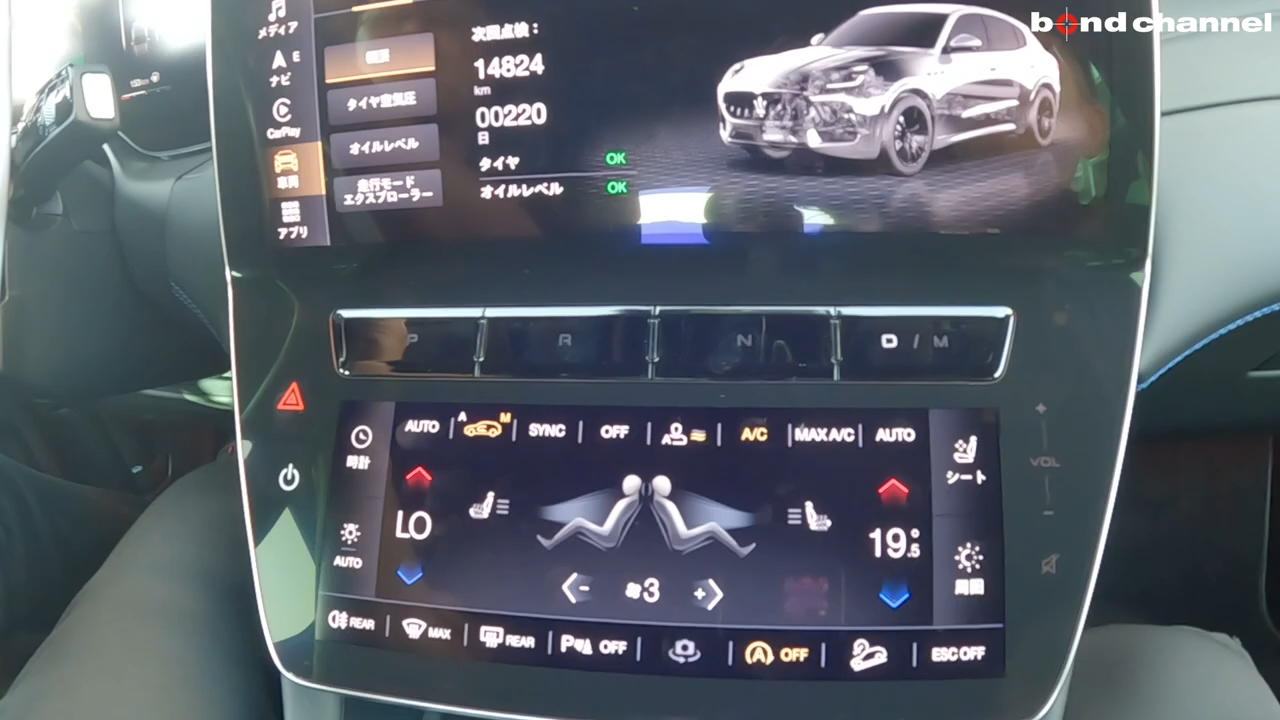 bond channel
メディア
A E
ナビ
CarPlay
車両
アプリ
概要
タイヤ空気圧
オイルレベル
走行モード
エクスプローラー
次回点検:
14824
km
00220
日
タイヤ OK
オイルレベル OK
P R N D / M
時計
AUTO
AUTO A M SYNC OFF A A/C MAX A/C AUTO
LO
19.5
- 3 +
シート
周囲
VOL
REAR MAX REAR P OFF A OFF ESC OFF